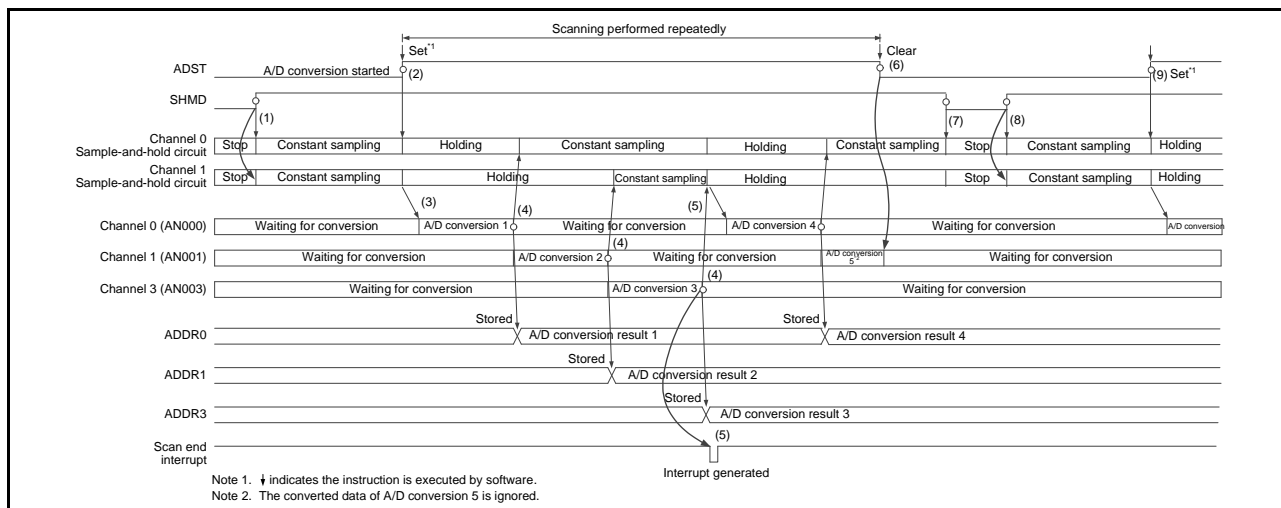 Scanning performed repeatedly
Set*1
Clear
ADST
A/D conversion started
(2)
(6)
(9) Set*1
SHMD
(1)
(7)
(8)
Channel 0
Sample-and-hold circuit
Stop
Constant sampling
Holding
Constant sampling
Holding
Constant sampling
Stop
Constant sampling
Holding
Channel 1
Sample-and-hold circuit
Stop
Constant sampling
Holding
Constant sampling
Holding
Stop
Constant sampling
Holding
(3)
(4)
(5)
Channel 0 (AN000)
Waiting for conversion
A/D conversion 1
Waiting for conversion
A/D conversion 4
Waiting for conversion
A/D conversion
(4)
Channel 1 (AN001)
Waiting for conversion
A/D conversion 2
Waiting for conversion
A/D conversion
5*2
Waiting for conversion
(4)
Channel 3 (AN003)
Waiting for conversion
A/D conversion 3
Waiting for conversion
Stored
Stored
ADDR0
A/D conversion result 1
A/D conversion result 4
Stored
ADDR1
A/D conversion result 2
Stored
ADDR3
A/D conversion result 3
Scan end
interrupt
(5)
Interrupt generated
Note 1. ↓ indicates the instruction is executed by software.
Note 2. The converted data of A/D conversion 5 is ignored.